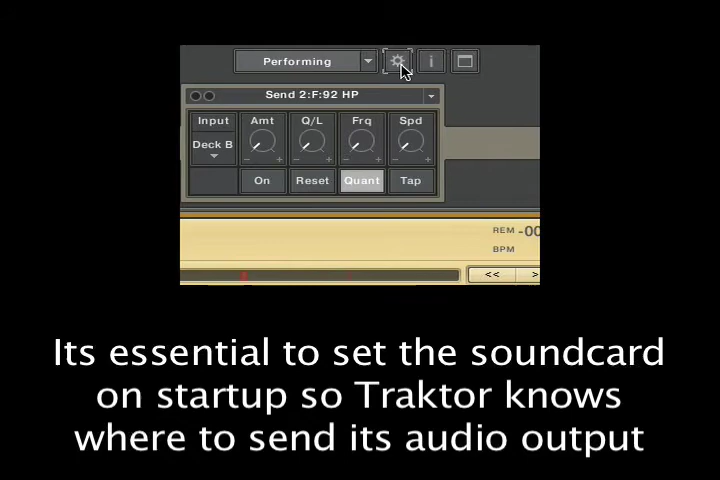 Performing
i
Send 2:F:92 HP
Input Amt Q/L Frq Spd
Deck B
- + - + - + - +
On Reset Quant Tap
REM -00
BPM
<< >
Its essential to set the soundcard
on startup so Traktor knows
where to send its audio output